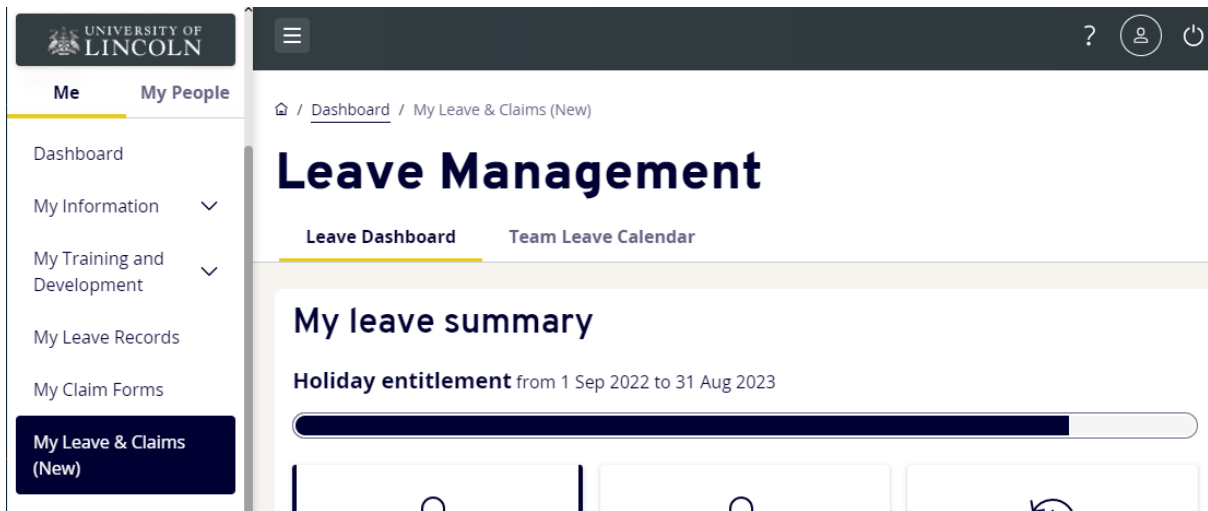 UNIVERSITY OF
LINCOLN
Me My People
Dashboard
My Information
My Training and
Development
My Leave Records
My Claim Forms
My Leave & Claims
(New)
?
/ Dashboard / My Leave & Claims (New)
Leave Management
Leave Dashboard Team Leave Calendar
My leave summary
Holiday entitlement from 1 Sep 2022 to 31 Aug 2023